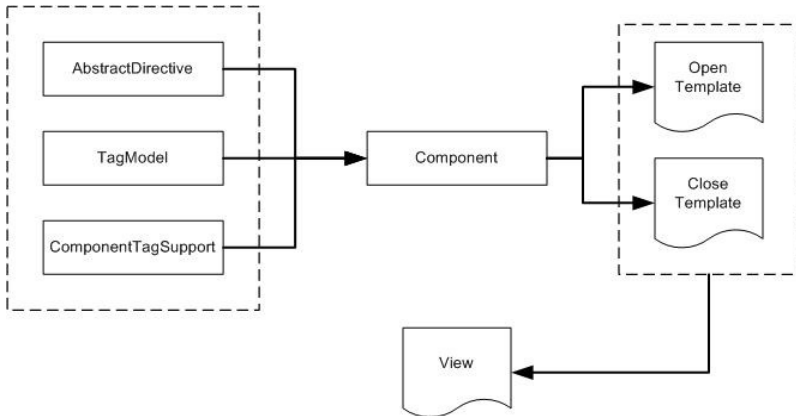 AbstractDirective
TagModel
ComponentTagSupport
Component
Open
Template
Close
Template
View